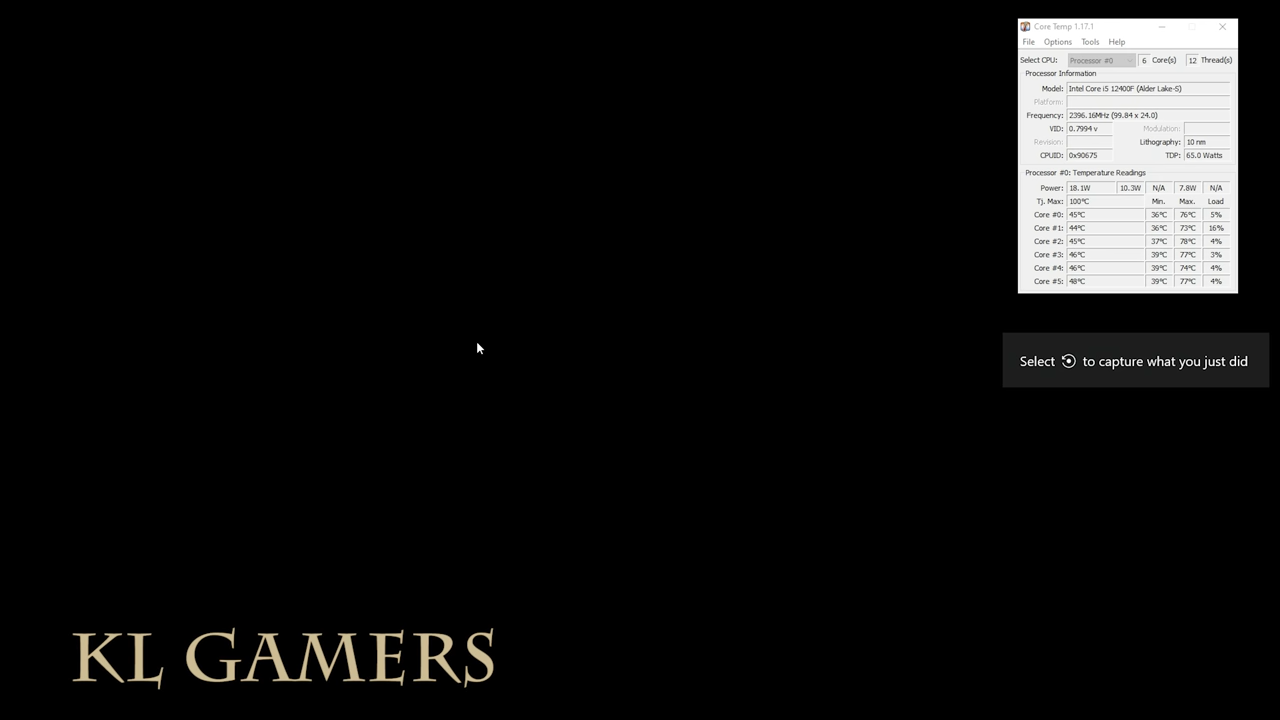 Core Temp 1.17.1
File Options Tools Help
Select CPU: Processor #0 6 Core(s) 12 Thread(s)
Processor Information
Model: Intel Core i5 12400F (Alder Lake-S)
Platform:
Frequency: 2396.16MHz (99.84 x 24.0)
VID: 0.7994 v Modulation:
Revision: Lithography: 10 nm
CPUID: 0x90675 TDP: 65.0 Watts
Processor #0: Temperature Readings
Power: 18.1W 10.3W N/A 7.8W N/A
Tj. Max: 100°C Min. Max. Load
Core #0: 45°C 36°C 76°C 5%
Core #1: 44°C 36°C 73°C 16%
Core #2: 45°C 37°C 78°C 4%
Core #3: 46°C 39°C 77°C 3%
Core #4: 46°C 39°C 74°C 4%
Core #5: 48°C 39°C 77°C 4%
Select to capture what you just did
KL GAMERS